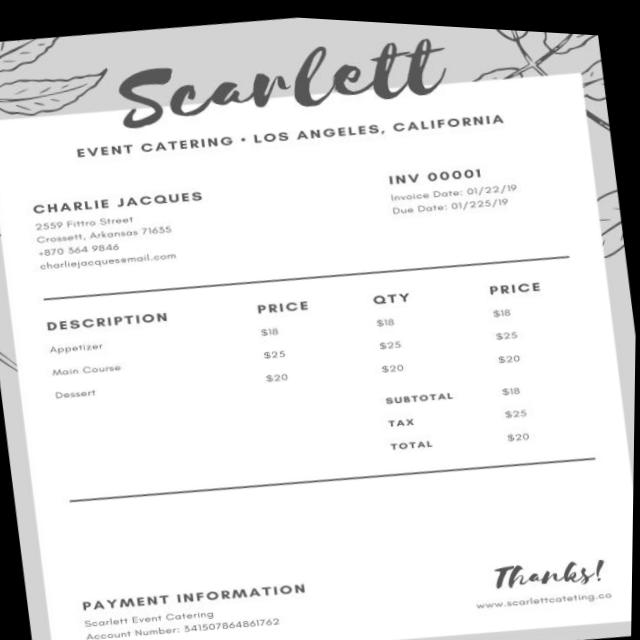 Scarlett
EVENT CATERING • LOS ANGELES, CALIFORNIA
CHARLIE JACQUES
2559 Fittro Street
Crossett, Arkansas 71635
+870 364 9846
charliejacques@mail.com
INV 00001
Invoice Date: 01/22/19
Due Date: 01/225/19
DESCRIPTION PRICE QTY PRICE
Appetizer $18 $18 $18
Main Course $25 $25 $25
Dessert $20 $20 $20
SUBTOTAL $18
TAX $25
TOTAL $20
PAYMENT INFORMATION
Scarlett Event Catering
Account Number: 341507864861762
Thanks!
www.scarlettcateting.co